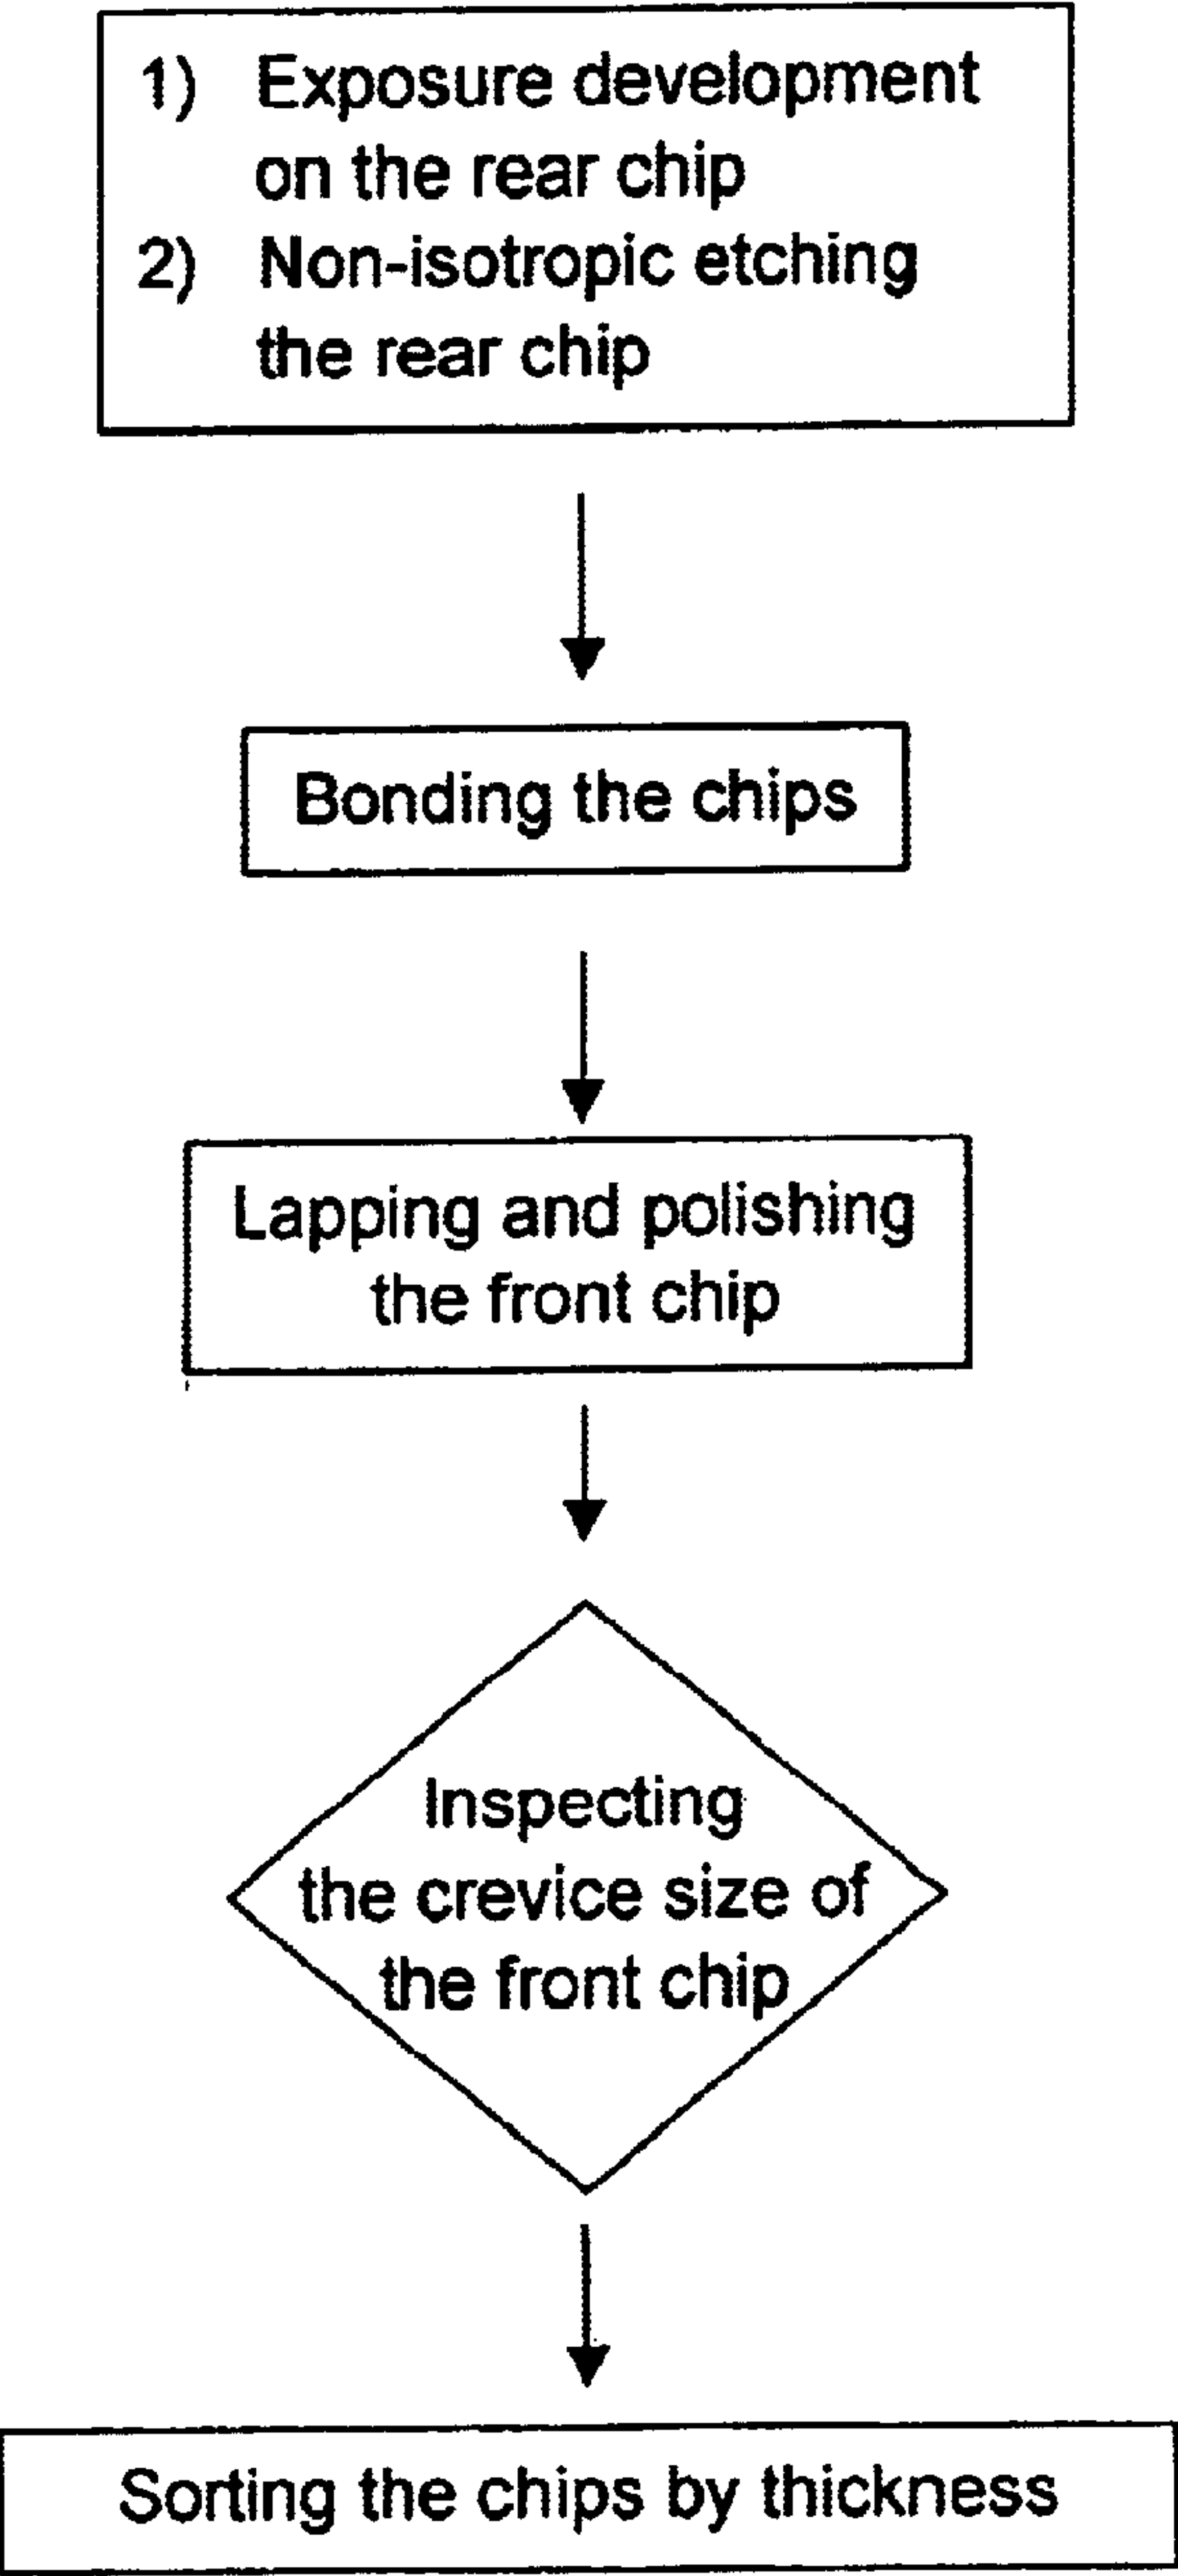 1) Exposure development
on the rear chip
2) Non-isotropic etching
the rear chip
Bonding the chips
Lapping and polishing
the front chip
Inspecting
the crevice size of
the front chip
Sorting the chips by thickness